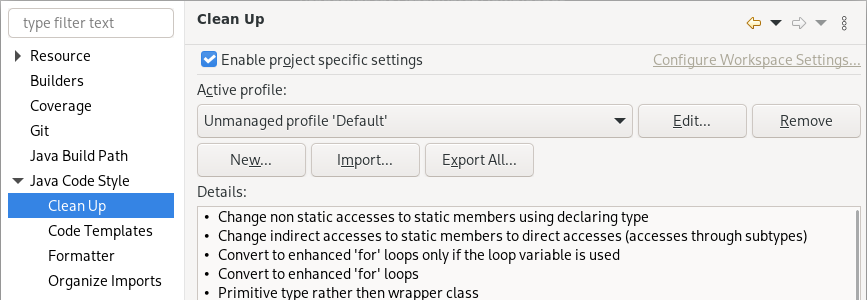 type filter text
Resource
Builders
Coverage
Git
Java Build Path
Java Code Style
Clean Up
Code Templates
Formatter
Organize Imports
Clean Up
Enable project specific settings
Configure Workspace Settings...
Active profile:
Unmanaged profile 'Default'
Edit...
Remove
New...
Import...
Export All...
Details:
• Change non static accesses to static members using declaring type
• Change indirect accesses to static members to direct accesses (accesses through subtypes)
• Convert to enhanced 'for' loops only if the loop variable is used
• Convert to enhanced 'for' loops
• Primitive type rather then wrapper class